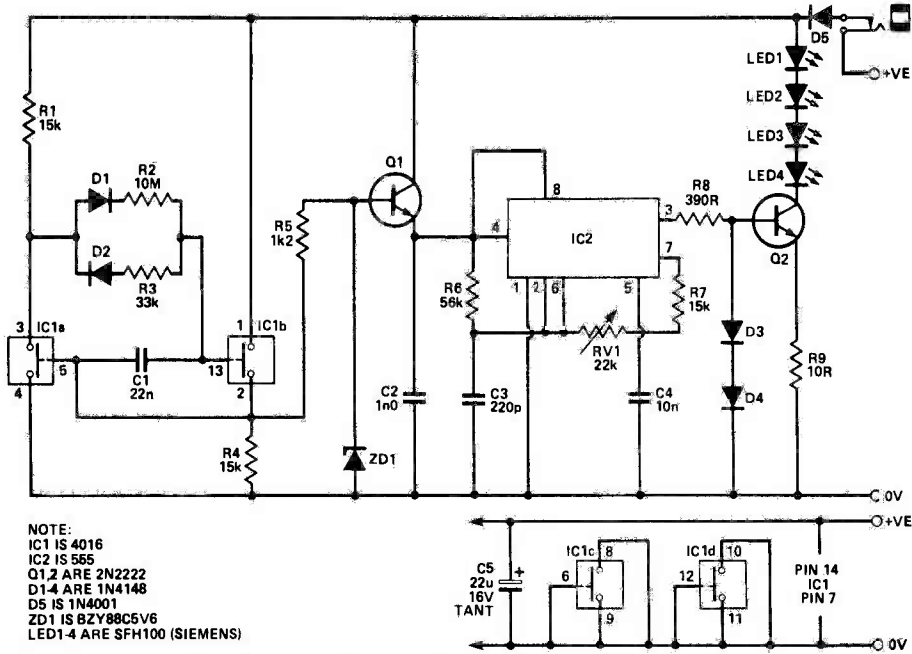 D5
LED1
+VE
LED2
R1
15k
LED3
Q1
LED4
R2
10M
D1
8
R8
390R
3
R5
1k2
4
IC2
Q2
D2
7
R3
33k
R6
56k
1
2
6
5
R7
15k
3
IC1a
1
IC1b
D3
5
13
RV1
22k
R9
10R
C1
22n
4
2
C2
1n0
C3
220p
C4
10n
D4
R4
15k
ZD1
0V
NOTE:
IC1 IS 4016
IC2 IS 555
Q1,2 ARE 2N2222
D1-4 ARE 1N4148
D5 IS 1N4001
ZD1 IS BZY88C5V6
LED1-4 ARE SFH100 (SIEMENS)
+VE
IC1c
8
IC1d
10
C5
22u
16V
TANT
+
6
12
PIN 14
IC1
PIN 7
9
11
0V